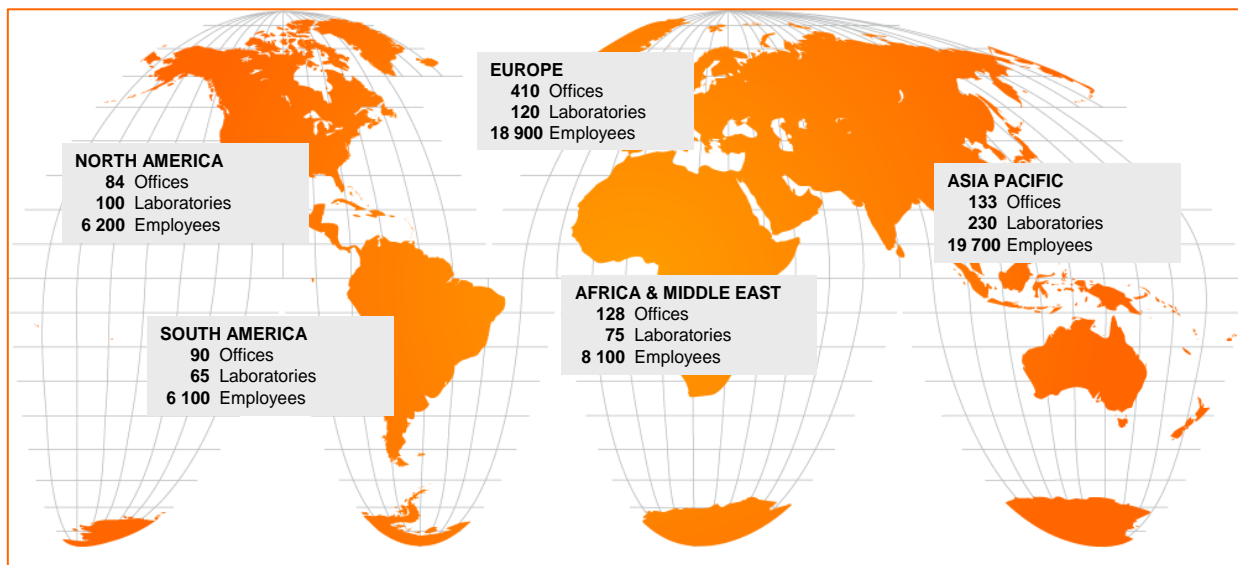 EUROPE
410 Offices
120 Laboratories
18 900 Employees
NORTH AMERICA
84 Offices
100 Laboratories
6 200 Employees
ASIA PACIFIC
133 Offices
230 Laboratories
19 700 Employees
AFRICA & MIDDLE EAST
128 Offices
75 Laboratories
8 100 Employees
SOUTH AMERICA
90 Offices
65 Laboratories
6 100 Employees